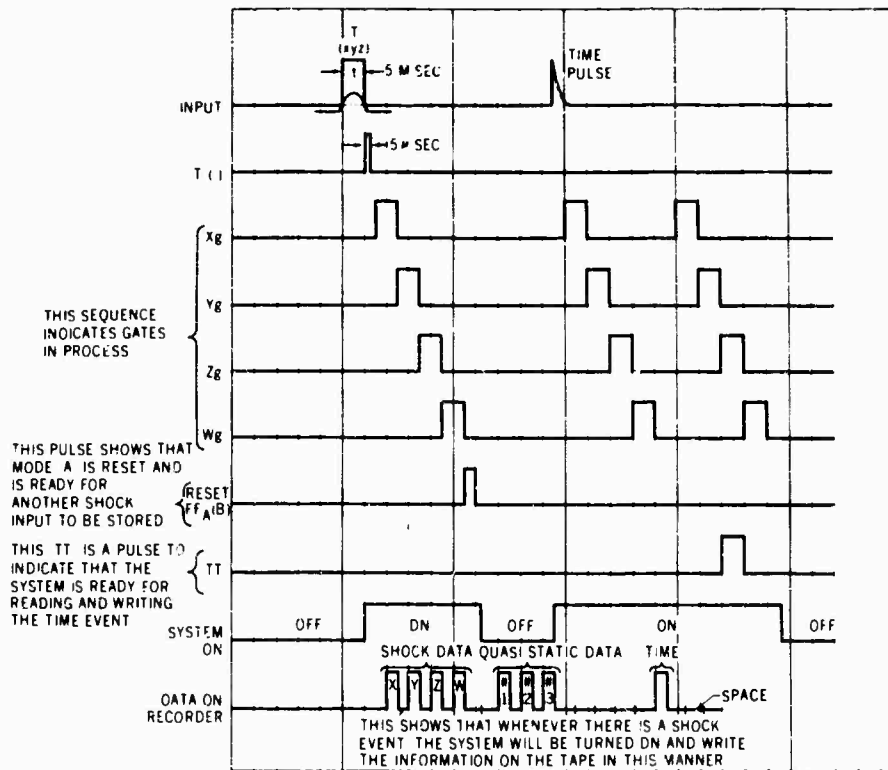 T
(xyz)
t
5 M SEC
TIME
PULSE
INPUT
5 M SEC
T ( )
Xg
Yg
THIS SEQUENCE
INDICATES GATES
IN PROCESS
Zg
Wg
THIS PULSE SHOWS THAT
MODE A IS RESET AND
IS READY FOR
ANOTHER SHOCK
INPUT TO BE STORED
RESET
FF A (B)
THIS TT IS A PULSE TO
INDICATE THAT THE
SYSTEM IS READY FOR
READING AND WRITING
THE TIME EVENT
TT
SYSTEM
ON
OFF
ON
OFF
ON
OFF
SHOCK DATA QUASI STATIC DATA TIME
X Y Z W
# 1 # 2 # 3
SPACE
DATA ON
RECORDER
THIS SHOWS THAT WHENEVER THERE IS A SHOCK
EVENT THE SYSTEM WILL BE TURNED ON AND WRITE
THE INFORMATION ON THE TAPE IN THIS MANNER